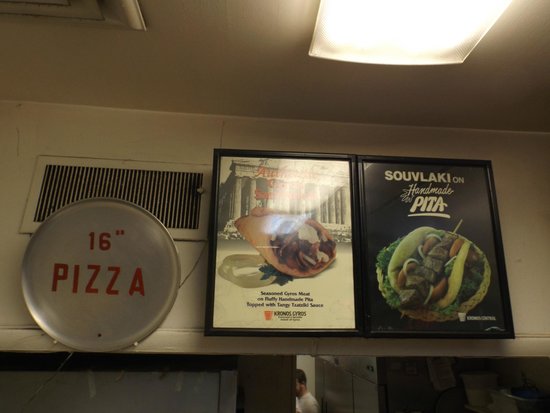 16"
PIZZA
Seasoned Gyros Meat
on Fluffy Handmade Pita
Topped with Tangy Tzatziki Sauce
KRONOS GYROS
SOUVLAKI ON
Handmade
PITA
KRONOS CENTRAL